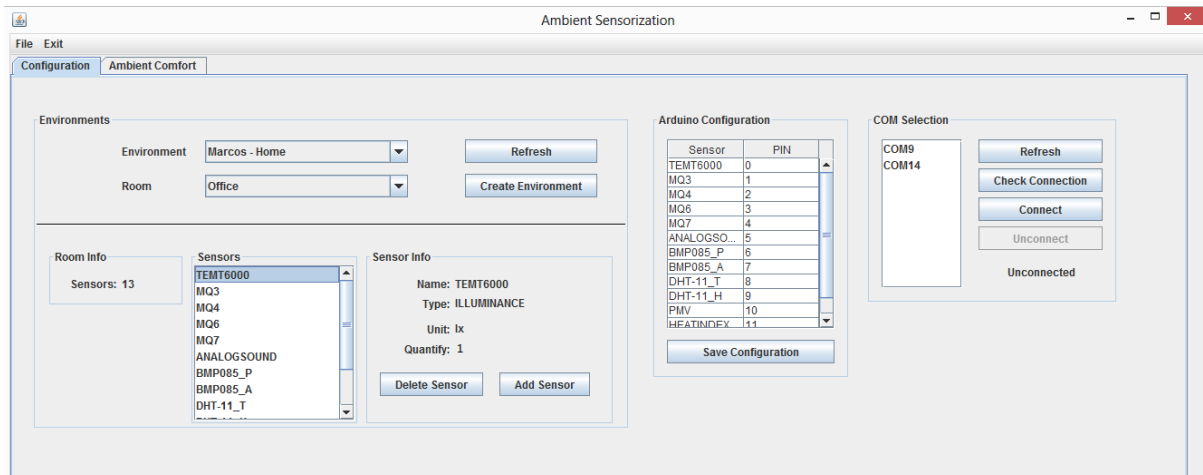 Ambient Sensorization
File Exit
Configuration Ambient Comfort
Environments
Environment Marcos - Home Refresh
Room Office Create Environment
Room Info
Sensors: 13
Sensors
TEMT6000
MQ3
MQ4
MQ6
MQ7
ANALOGSOUND
BMP085_P
BMP085_A
DHT-11_T
Sensor Info
Name: TEMT6000
Type: ILLUMINANCE
Unit: lx
Quantify: 1
Delete Sensor Add Sensor
Arduino Configuration
Sensor PIN
TEMT6000 0
MQ3 1
MQ4 2
MQ6 3
MQ7 4
ANALOGSO... 5
BMP085_P 6
BMP085_A 7
DHT-11_T 8
DHT-11_H 9
PMV 10
HEATINDEX 11
Save Configuration
COM Selection
COM9
COM14
Refresh
Check Connection
Connect
Unconnect
Unconnected